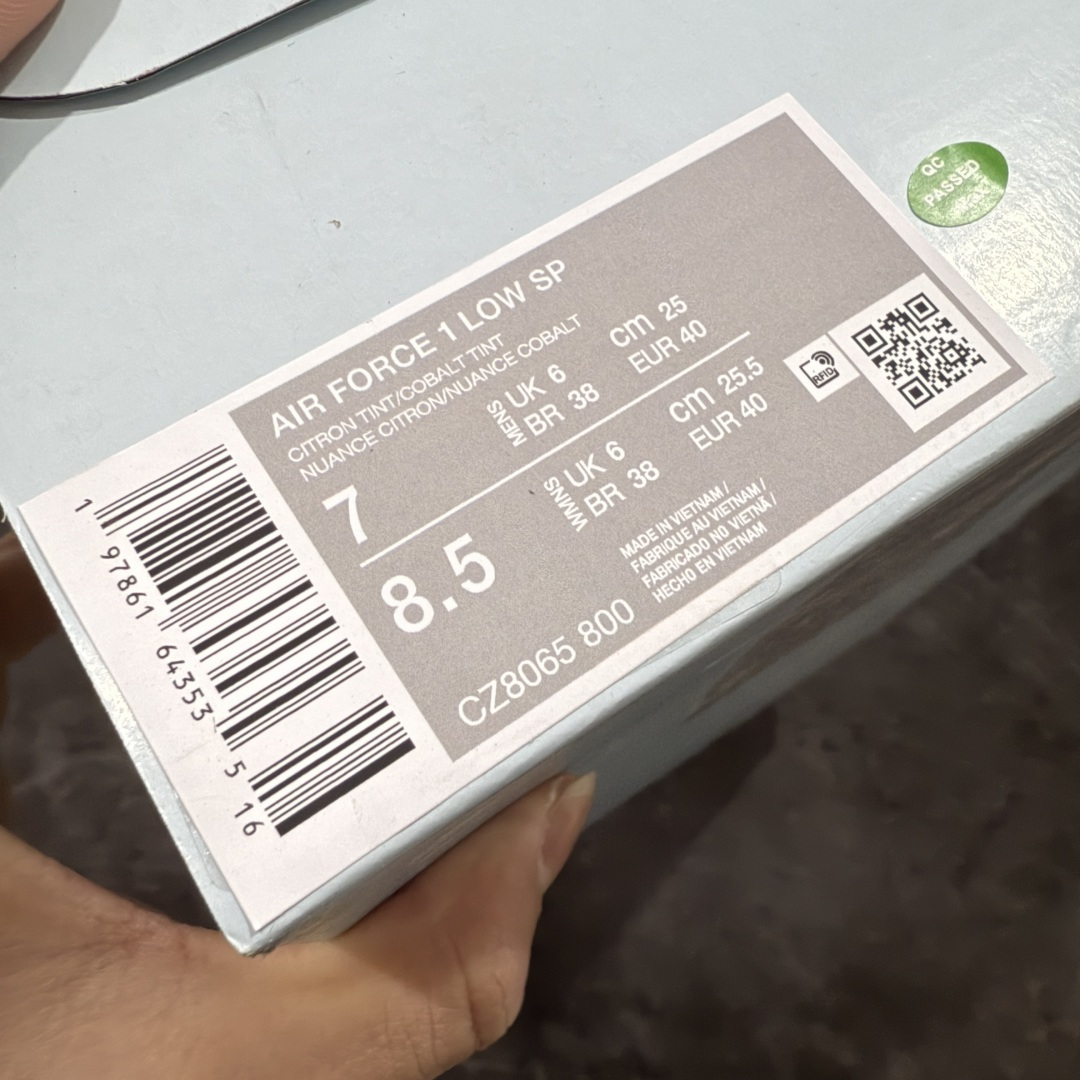 QC
PASSED
AIR FORCE 1 LOW SP
CITRON TINT/COBALT TINT
NUANCE CITRON/NUANCE COBALT
7
MENS
UK 6
cm 25
BR 38
EUR 40
8.5
WMNS
UK 6
cm 25.5
BR 38
EUR 40
RFID
CZ8065 800
MADE IN VIETNAM /
FABRIQUE AU VIETNAM /
FABRICADO NO VIETNÃ /
HECHO EN VIETNAM
1 97861 64353 5 16